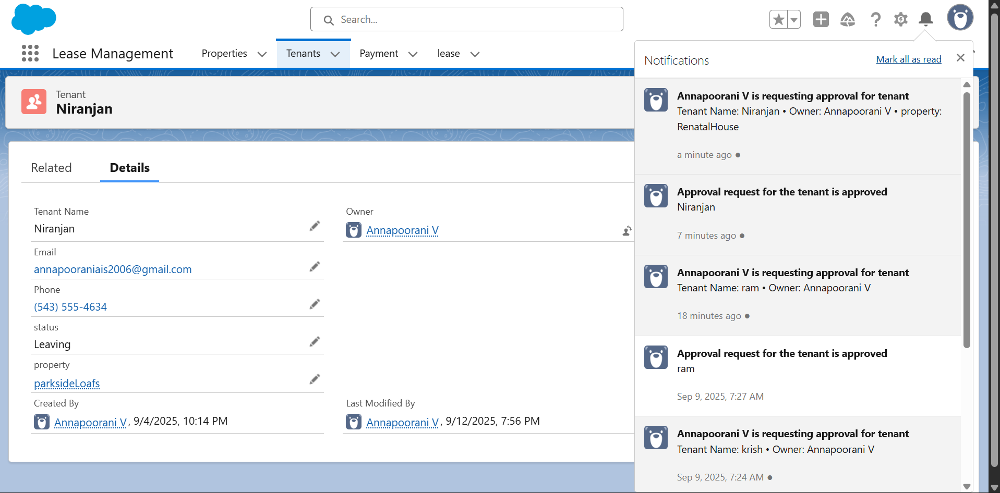 Search...
Lease Management
Properties
Tenants
Payment
lease
Tenant
Niranjan
Related
Details
Tenant Name
Niranjan
Owner
Annapoorani V
Email
annapooraniais2006@gmail.com
Phone
(543) 555-4634
status
Leaving
property
parksideLoafs
Created By
Annapoorani V, 9/4/2025, 10:14 PM
Last Modified By
Annapoorani V, 9/12/2025, 7:56 PM
Notifications
Mark all as read
Annapoorani V is requesting approval for tenant
Tenant Name: Niranjan • Owner: Annapoorani V • property:
RenatalHouse
a minute ago
Approval request for the tenant is approved
Niranjan
7 minutes ago
Annapoorani V is requesting approval for tenant
Tenant Name: ram • Owner: Annapoorani V
18 minutes ago
Approval request for the tenant is approved
ram
Sep 9, 2025, 7:27 AM
Annapoorani V is requesting approval for tenant
Tenant Name: krish • Owner: Annapoorani V
Sep 9, 2025, 7:24 AM